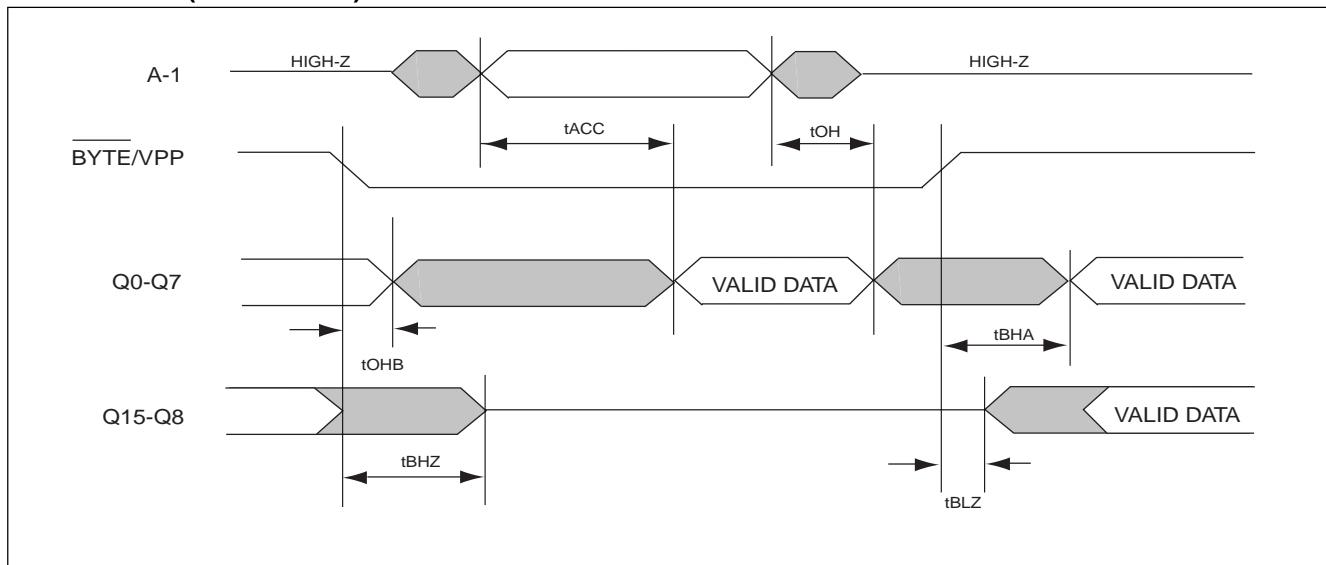 HIGH-Z HIGH-Z
A-1
tACC tOH
BYTE/VPP
Q0-Q7 VALID DATA VALID DATA
tBHA
tOHB
Q15-Q8 VALID DATA
tBHZ
tBLZ